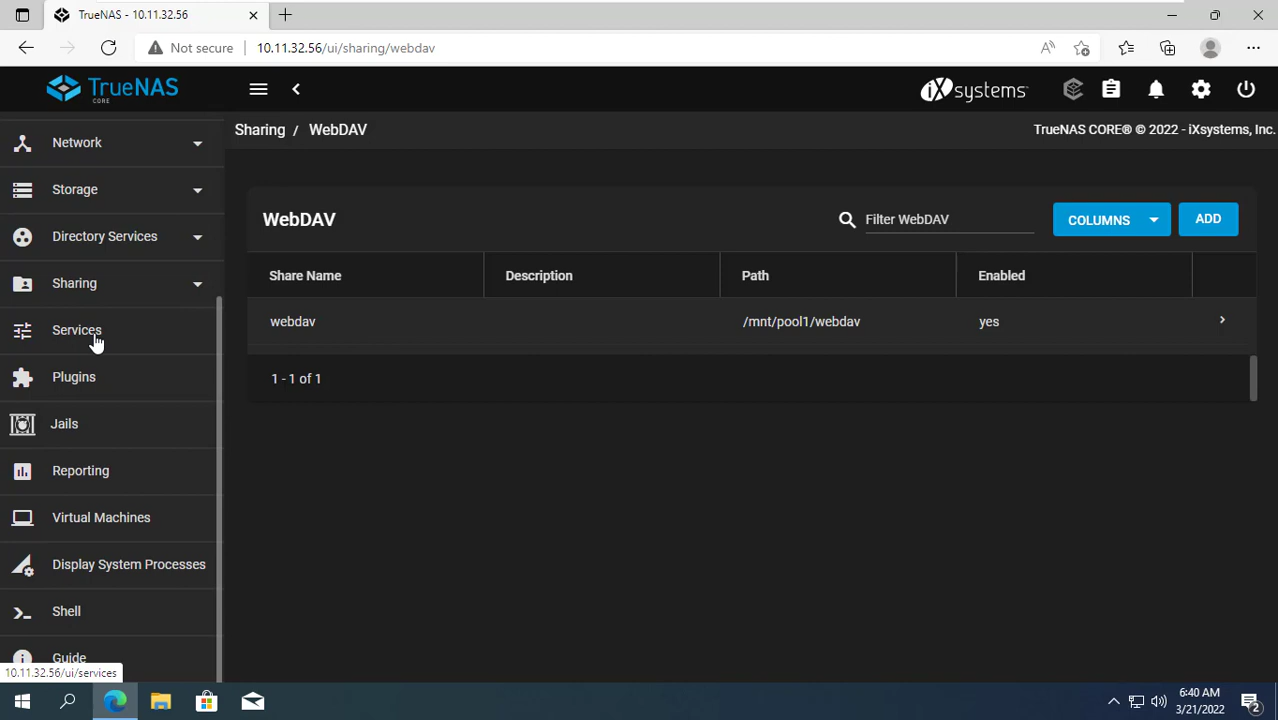 TrueNAS - 10.11.32.56
Not secure 10.11.32.56/ui/sharing/webdav
TrueNAS
CORE
iXsystems
Sharing / WebDAV
TrueNAS CORE® © 2022 - iXsystems, Inc.
Network
Storage
Directory Services
Sharing
Services
Plugins
Jails
Reporting
Virtual Machines
Display System Processes
Shell
Guide
10.11.32.56/ui/services
WebDAV
Filter WebDAV
COLUMNS
ADD
Share Name Description Path Enabled
webdav /mnt/pool1/webdav yes
1 - 1 of 1
6:40 AM
3/21/2022
2